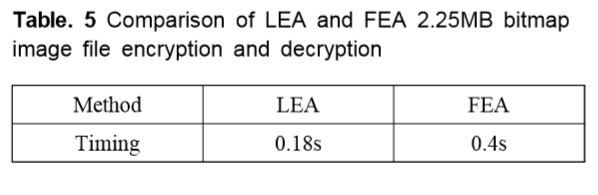 Table. 5 Comparison of LEA and FEA 2.25MB bitmap
image file encryption and decryption
Method LEA FEA
Timing 0.18s 0.4s